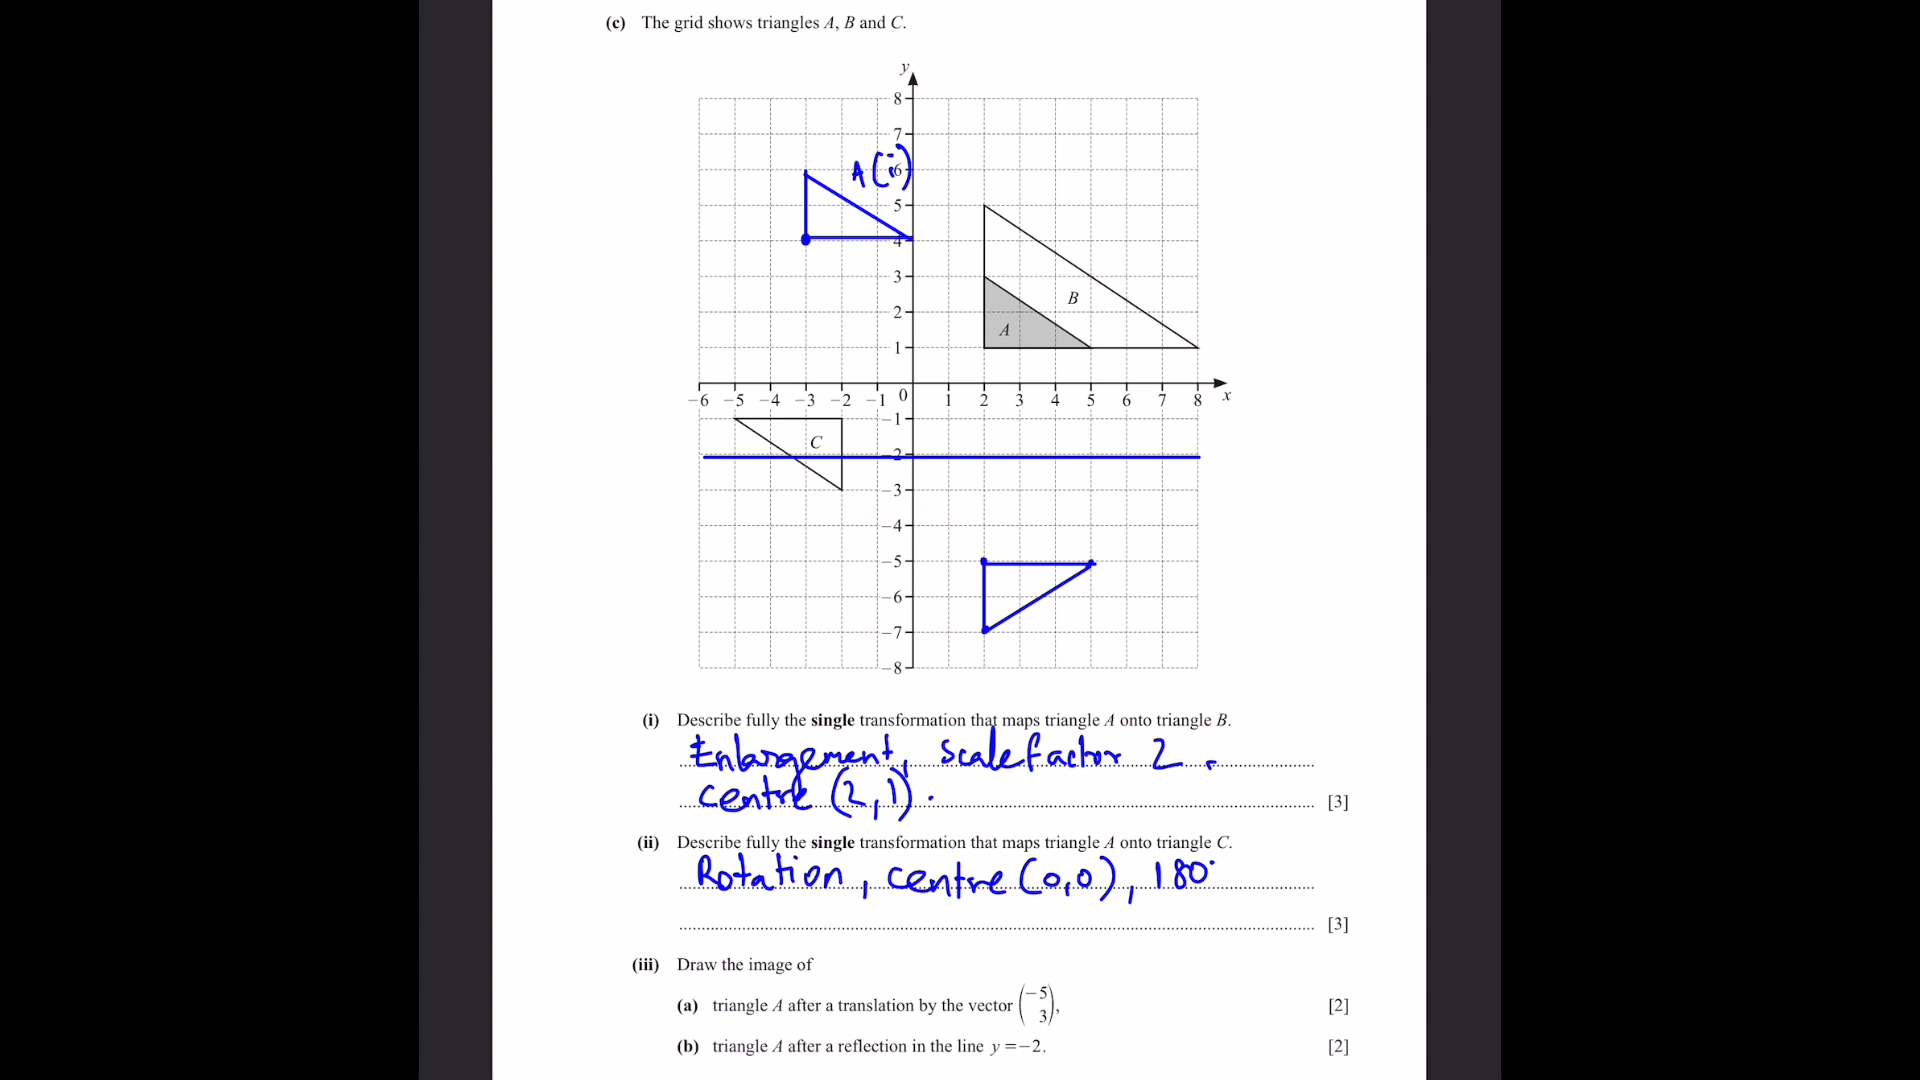 (c) The grid shows triangles A, B and C.
y
8
7
A(i)
6
5
4
3
B
2
A
1
−6 −5 −4 −3 −2 −1 0 1 2 3 4 5 6 7 8 x
−1
C
−2
−3
−4
−5
−6
−7
−8
(i) Describe fully the single transformation that maps triangle A onto triangle B.
Enlargement, scale factor 2,
centre (2,1). [3]
(ii) Describe fully the single transformation that maps triangle A onto triangle C.
Rotation, centre (0,0), 180°
[3]
(iii) Draw the image of
(a) triangle A after a translation by the vector (−5 3), [2]
(b) triangle A after a reflection in the line y = −2. [2]